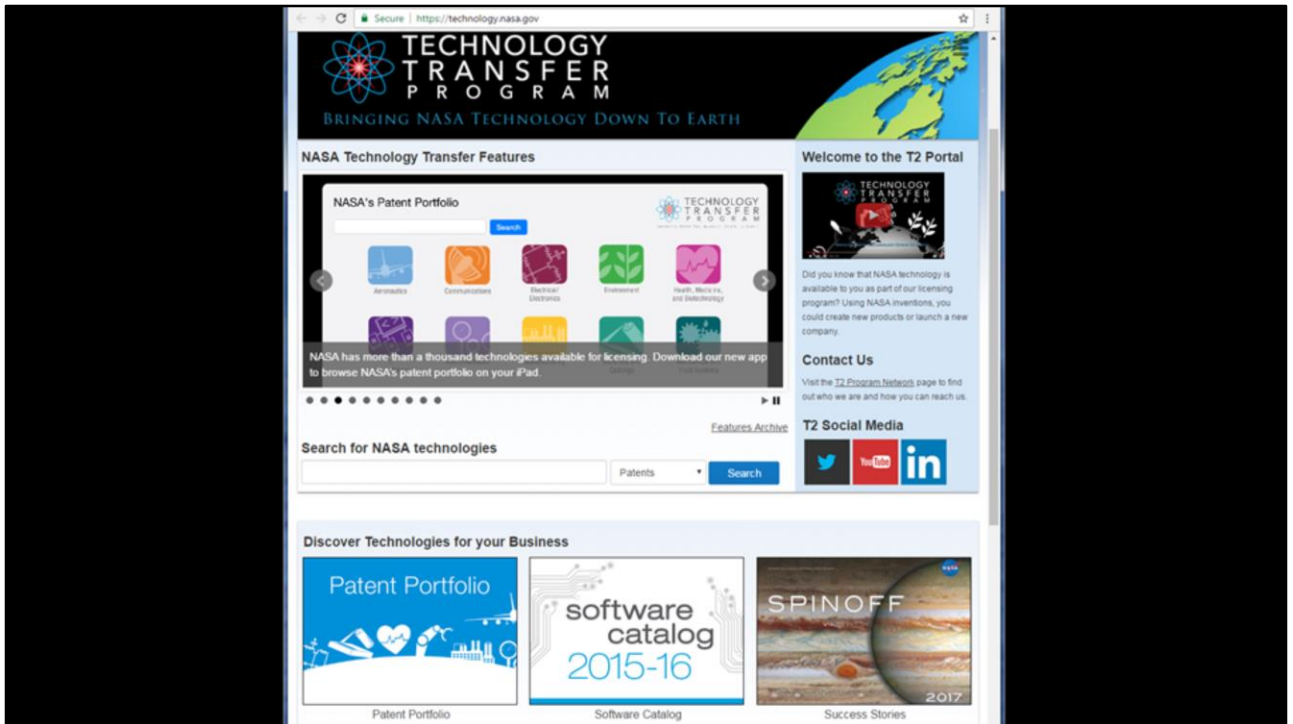 Secure | https://technology.nasa.gov
TECHNOLOGY
TRANSFER
PROGRAM
BRINGING NASA TECHNOLOGY DOWN TO EARTH
NASA Technology Transfer Features
NASA's Patent Portfolio
TECHNOLOGY
TRANSFER
PROGRAM
Search
Aeronautics
Communications
Electrical/
Electronics
Environment
Health, Medicine,
and Biotechnology
NASA has more than a thousand technologies available for licensing. Download our new app
to browse NASA's patent portfolio on your iPad.
Features Archive
Search for NASA technologies
Patents
Search
Welcome to the T2 Portal
TECHNOLOGY
TRANSFER
PROGRAM
Did you know that NASA technology is
available to you as part of our licensing
program? Using NASA inventions, you
could create new products or launch a new
company.
Contact Us
Visit the T2 Program Network page to find
out who we are and how you can reach us.
T2 Social Media
You Tube
in
Discover Technologies for your Business
Patent Portfolio
Patent Portfolio
software
catalog
2015-16
Software Catalog
NASA
SPINOFF
2017
Success Stories